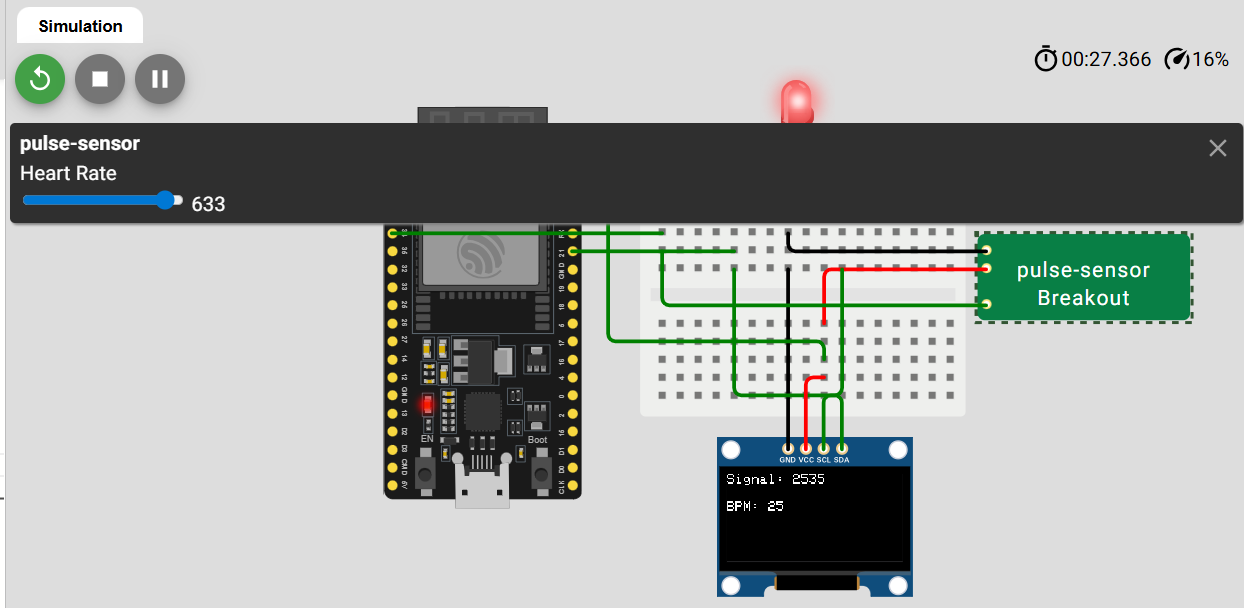 Simulation
00:27.366 16%
pulse-sensor
Heart Rate
633
pulse-sensor
Breakout
EN
Boot
GND VCC SCL SDA
Signal: 2535
BPM: 25